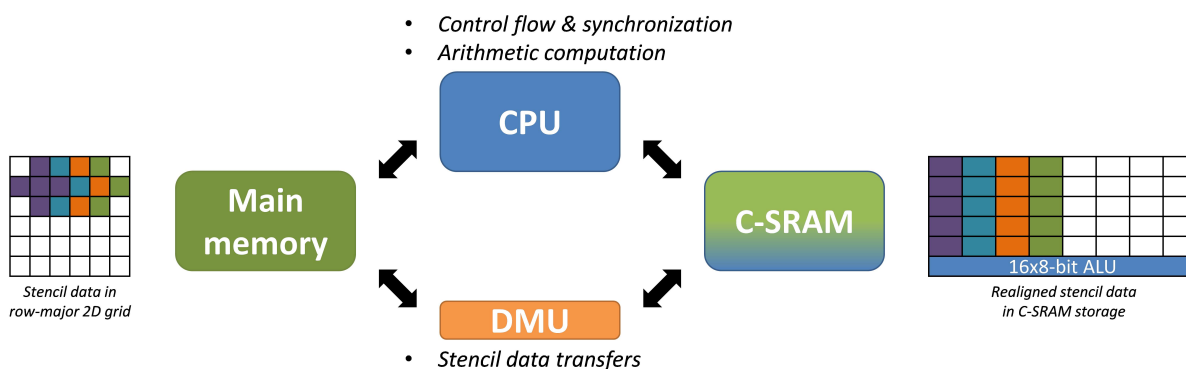 • Control flow & synchronization
• Arithmetic computation
CPU
Main
memory
C-SRAM
16x8-bit ALU
Stencil data in
row-major 2D grid
Realigned stencil data
in C-SRAM storage
DMU
• Stencil data transfers